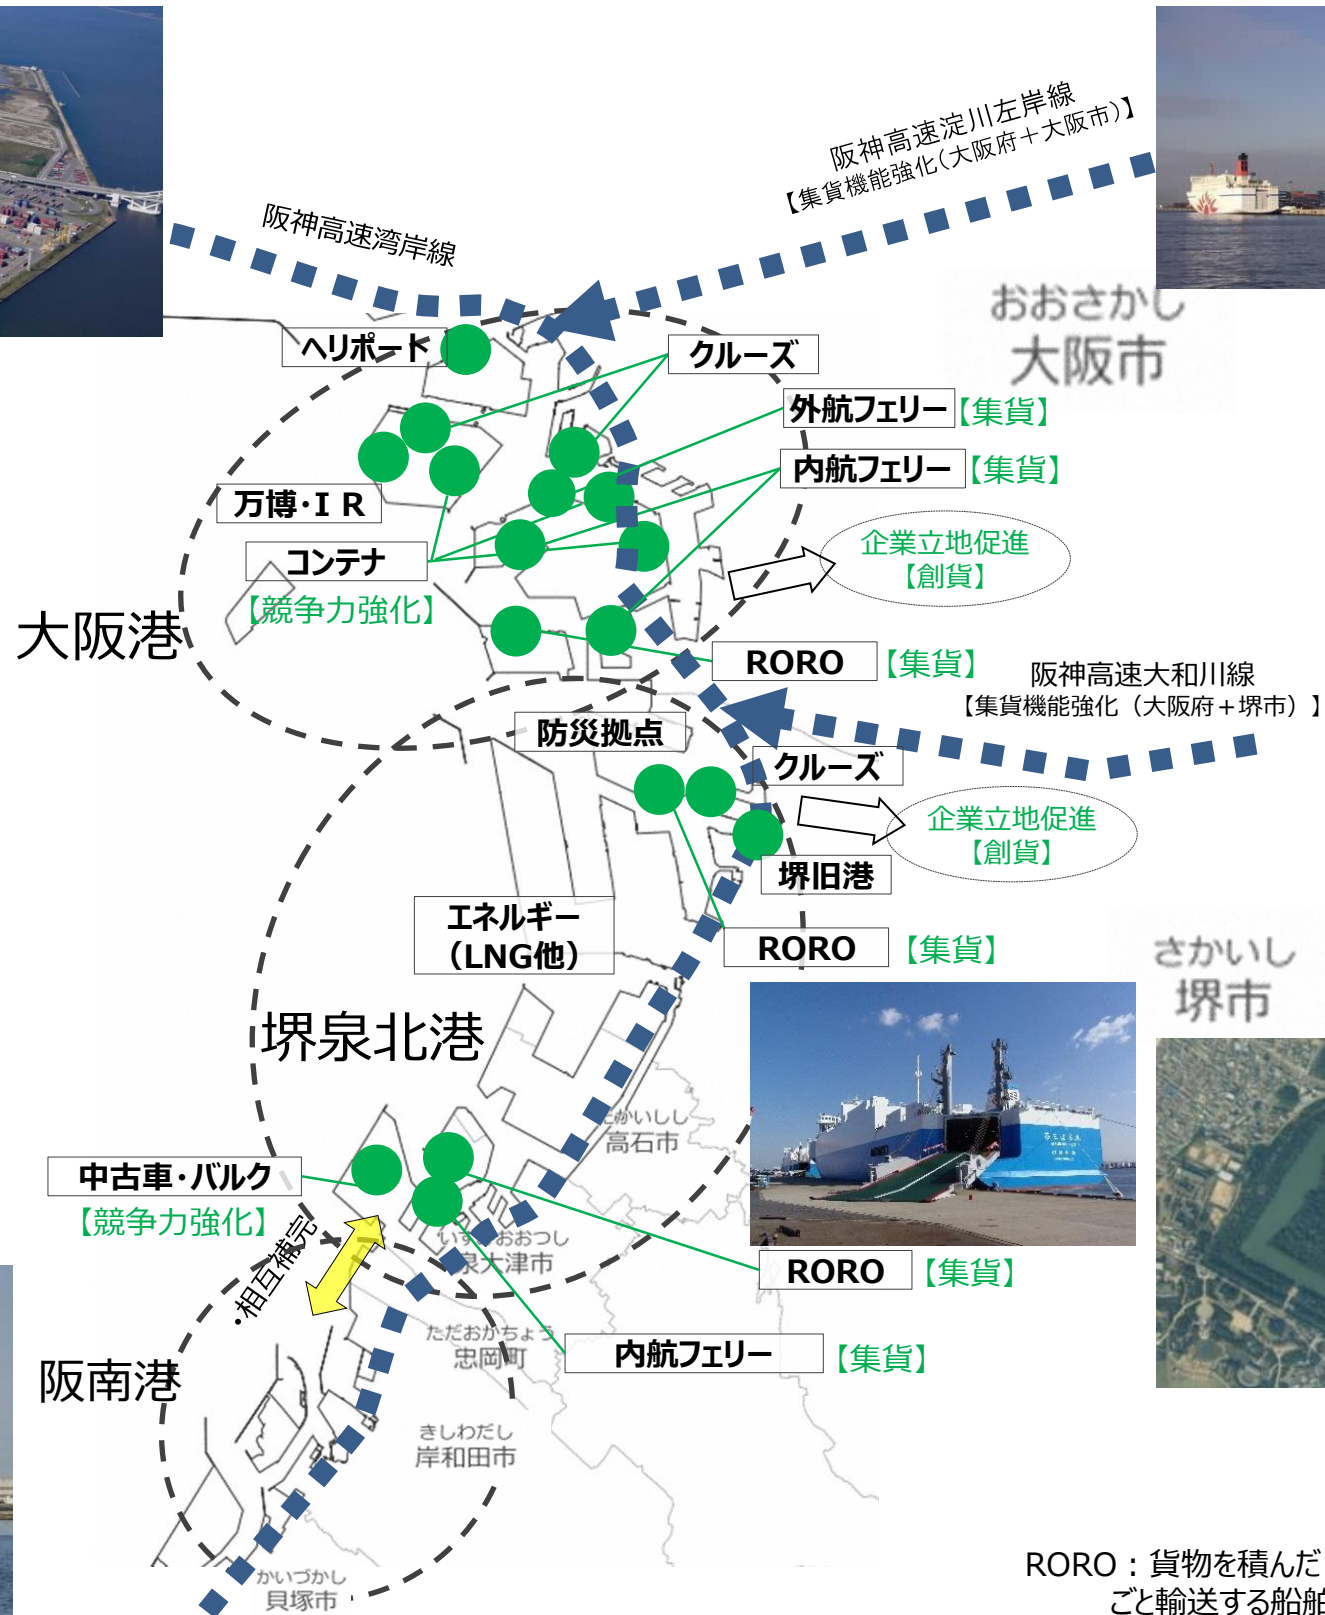 阪神高速淀川左岸線
【集貨機能強化（大阪府＋大阪市）】
阪神高速湾岸線
おおさかし
大阪市
ヘリポート
クルーズ
外航フェリー【集貨】
内航フェリー【集貨】
万博・ＩＲ
コンテナ
【競争力強化】
企業立地促進
【創貨】
大阪港
RORO 【集貨】
阪神高速大和川線
【集貨機能強化（大阪府＋堺市）】
防災拠点
クルーズ
企業立地促進
【創貨】
堺旧港
エネルギー
（LNG他）
RORO 【集貨】
さかいし
堺市
堺泉北港
たかいしし
高石市
中古車・バルク
【競争力強化】
・相互補完
いずみおおつし
泉大津市
RORO 【集貨】
ただおかちょう
忠岡町
内航フェリー 【集貨】
阪南港
きしわだし
岸和田市
かいづかし
貝塚市
RORO：貨物を積んだ
ごと輸送する船舶